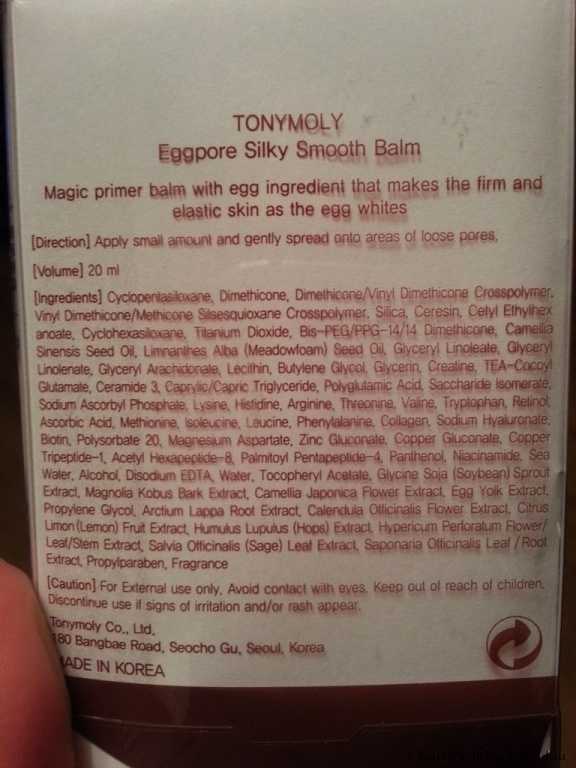 TONYMOLY
Eggpore Silky Smooth Balm
Magic primer balm with egg ingredient that makes the firm and
elastic skin as the egg whites
[Direction] Apply small amount and gently spread onto areas of loose pores.
[Volume] 20 ml
[Ingredients] Cyclopentasiloxane, Dimethicone, Dimethicone/Vinyl Dimethicone Crosspolymer,
Vinyl Dimethicone/Methicone Silsesquioxane Crosspolymer, Silica, Ceresin, Cetyl Ethylhex
anoate, Cyclohexasiloxane, Titanium Dioxide, Bis-PEG/PPG-14/14 Dimethicone, Camellia
Sinensis Seed Oil, Limnanthes Alba (Meadowfoam) Seed Oil, Glyceryl Linoleate, Glyceryl
Linolenate, Glyceryl Arachidonate, Lecithin, Butylene Glycol, Glycerin, Creatine, TEA-Cocoyl
Glutamate, Ceramide 3, Caprylic/Capric Triglyceride, Polyglutamic Acid, Saccharide Isomerate,
Sodium Ascorbyl Phosphate, Lysine, Histidine, Arginine, Threonine, Valine, Tryptophan, Retinol,
Ascorbic Acid, Methionine, Isoleucine, Leucine, Phenylalanine, Collagen, Sodium Hyaluronate,
Biotin, Polysorbate 20, Magnesium Aspartate, Zinc Gluconate, Copper Gluconate, Copper
Tripeptide-1, Acetyl Hexapeptide-8, Palmitoyl Pentapeptide-4, Panthenol, Niacinamide, Sea
Water, Alcohol, Disodium EDTA, Water, Tocopheryl Acetate, Glycine Soja (Soybean) Sprout
Extract, Magnolia Kobus Bark Extract, Camellia Japonica Flower Extract, Egg Yolk Extract,
Propylene Glycol, Arctium Lappa Root Extract, Calendula Officinalis Flower Extract, Citrus
Limon (Lemon) Fruit Extract, Humulus Lupulus (Hops) Extract, Hypericum Perforatum Flower/
Leaf/Stem Extract, Salvia Officinalis (Sage) Leaf Extract, Saponaria Officinalis Leaf / Root
Extract, Propylparaben, Fragrance
[Caution] For External use only, Avoid contact with eyes. Keep out of reach of children.
Discontinue use if signs of irritation and/or rash appear.
Tonymoly Co., Ltd.
180 Bangbae Road, Seocho Gu, Seoul, Korea
MADE IN KOREA